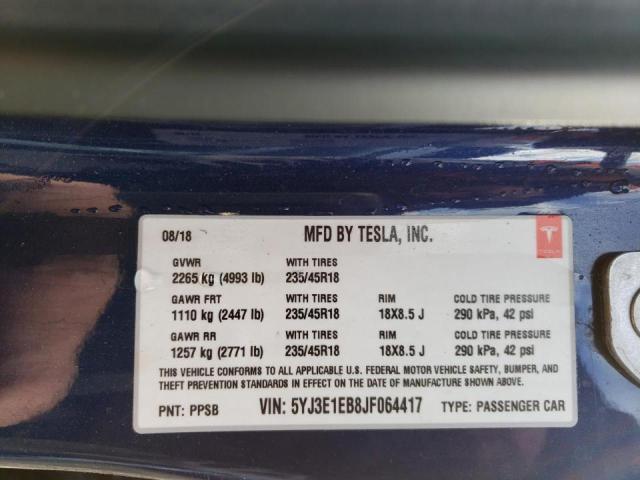 08/18 MFD BY TESLA, INC.
TESLA
GVWR WITH TIRES
2265 kg (4993 lb) 235/45R18
GAWR FRT WITH TIRES RIM COLD TIRE PRESSURE
1110 kg (2447 lb) 235/45R18 18X8.5 J 290 kPa, 42 psi
GAWR RR WITH TIRES RIM COLD TIRE PRESSURE
1257 kg (2771 lb) 235/45R18 18X8.5 J 290 kPa, 42 psi
THIS VEHICLE CONFORMS TO ALL APPLICABLE U.S. FEDERAL MOTOR VEHICLE SAFETY, BUMPER, AND
THEFT PREVENTION STANDARDS IN EFFECT ON THE DATE OF MANUFACTURE SHOWN ABOVE.
PNT: PPSB VIN: 5YJ3E1EB8JF064417 TYPE: PASSENGER CAR